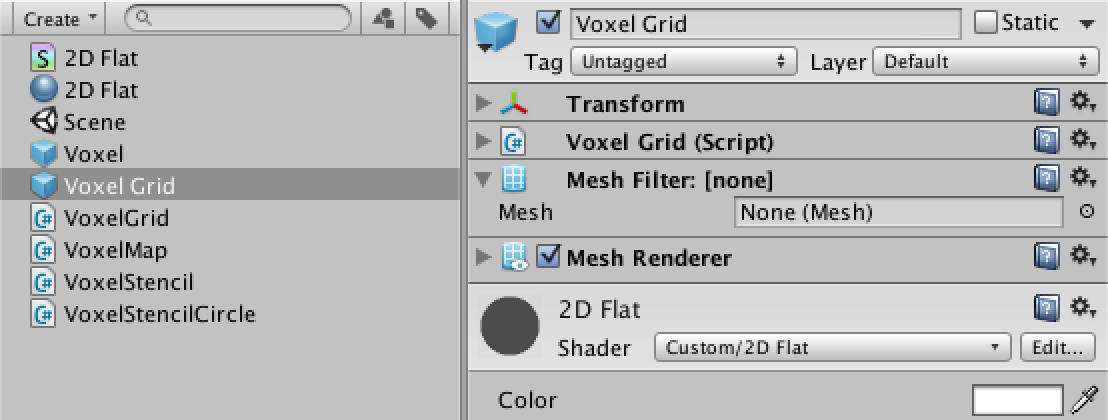 Create
2D Flat
2D Flat
Scene
Voxel
Voxel Grid
VoxelGrid
VoxelMap
VoxelStencil
VoxelStencilCircle
Voxel Grid
Static
Tag Untagged Layer Default
Transform
Voxel Grid (Script)
Mesh Filter: [none]
Mesh None (Mesh)
Mesh Renderer
2D Flat
Shader Custom/2D Flat Edit...
Color